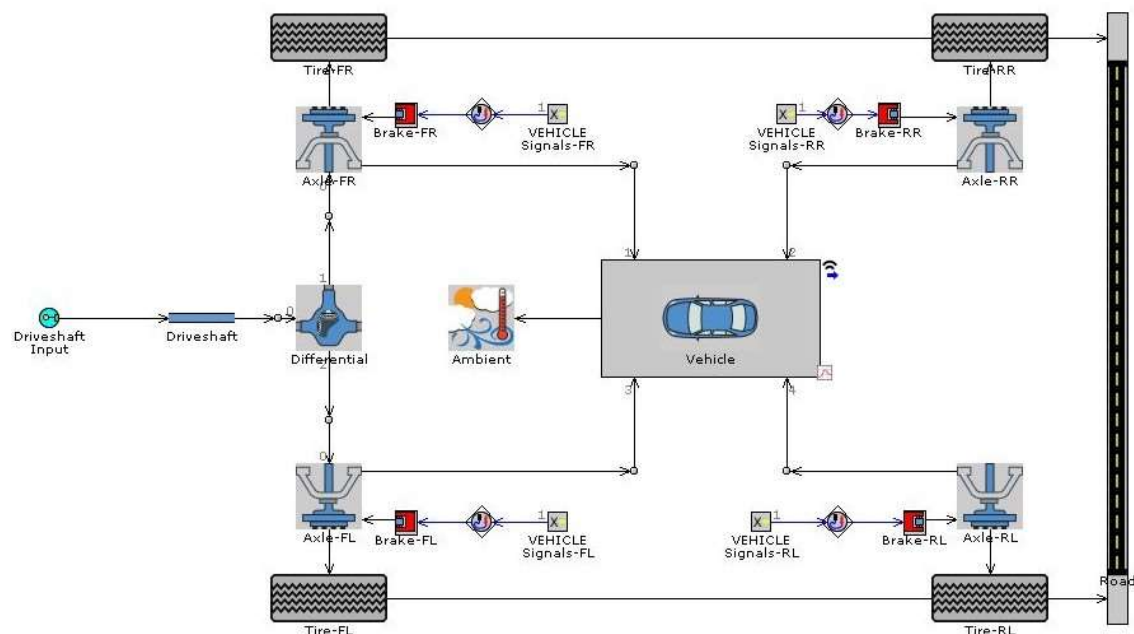 Tire-FR
Tire-RR
1
Brake-FR
VEHICLE
Signals-FR
1
VEHICLE
Signals-RR
Brake-RR
Axle-FR
0
Axle-RR
1
2
1
0
Driveshaft
Input
Driveshaft
Differential
Ambient
Vehicle
2
3
4
0
1
1
Axle-FL
Brake-FL
VEHICLE
Signals-FL
VEHICLE
Signals-RL
Brake-RL
Axle-RL
Road
Tire-FL
Tire-RL